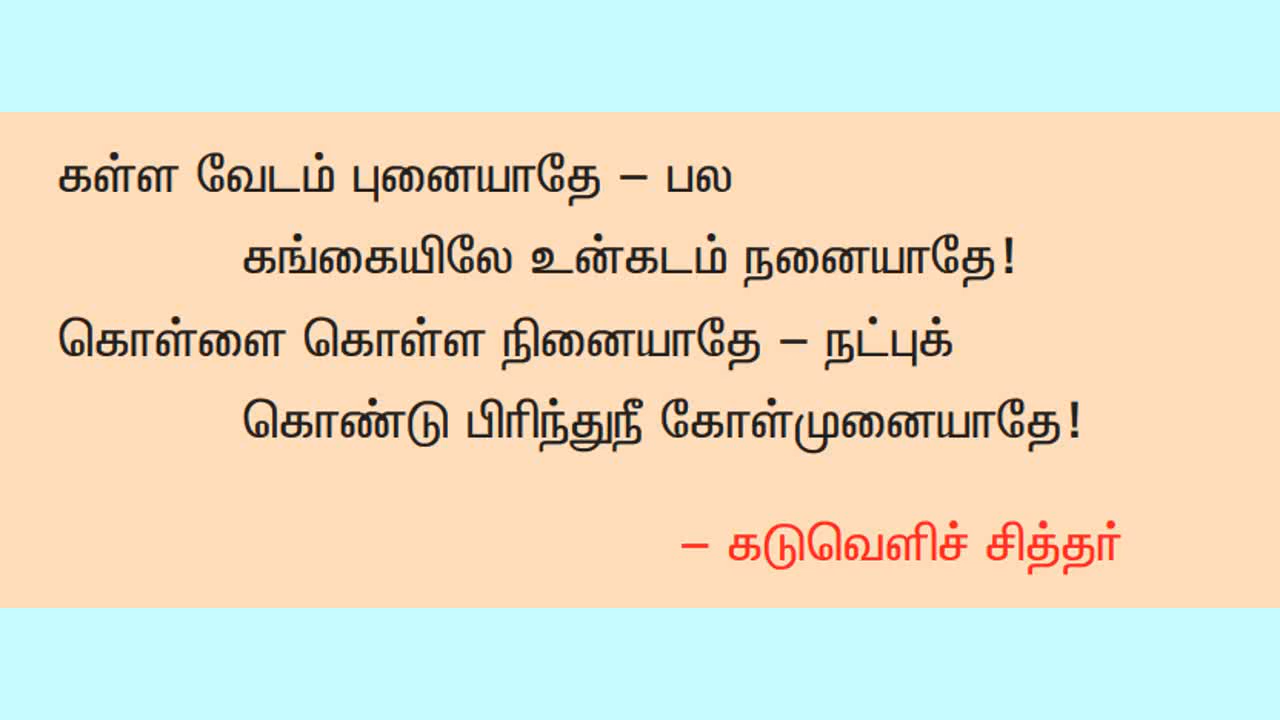 கள்ள வேடம் புனையாதே – பல
கங்கையிலே உன்கடம் நனையாதே!
கொள்ளை கொள்ள நினையாதே – நட்புக்
கொண்டு பிரிந்துநீ கோள்முனையாதே!
– கடுவெளிச் சித்தர்